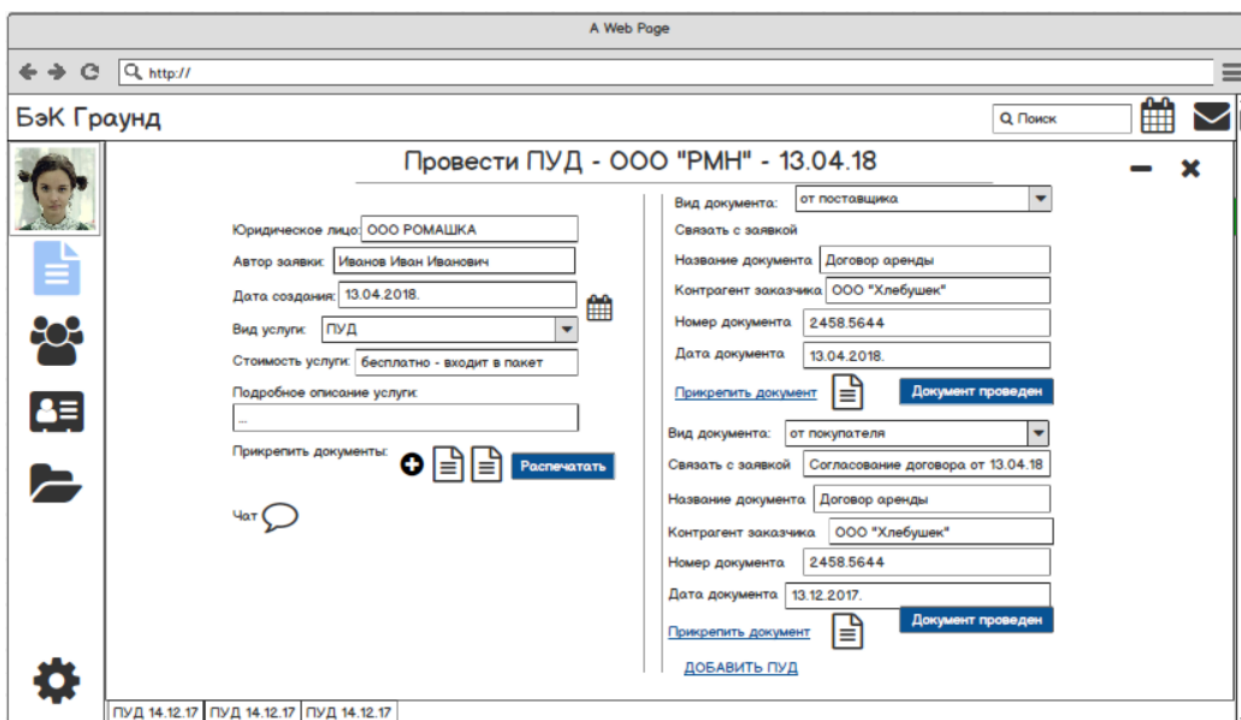 A Web Page
http://
БэК Граунд
Поиск
Провести ПУД - ООО "РМН" - 13.04.18
Юридическое лицо: ООО РОМАШКА
Автор заявки: Иванов Иван Иванович
Дата создания: 13.04.2018.
Вид услуги: ПУД
Стоимость услуги: бесплатно - входит в пакет
Подробное описание услуги:
...
Прикрепить документы: Распечатать
Чат
Вид документа: от поставщика
Связать с заявкой
Название документа Договор аренды
Контрагент заказчика ООО "Хлебушек"
Номер документа 2458.5644
Дата документа 13.04.2018.
Прикрепить документ Документ проведен
Вид документа: от покупателя
Связать с заявкой Согласование договора от 13.04.18
Название документа Договор аренды
Контрагент заказчика ООО "Хлебушек"
Номер документа 2458.5644
Дата документа 13.12.2017.
Прикрепить документ Документ проведен
ДОБАВИТЬ ПУД
ПУД 14.12.17 ПУД 14.12.17 ПУД 14.12.17